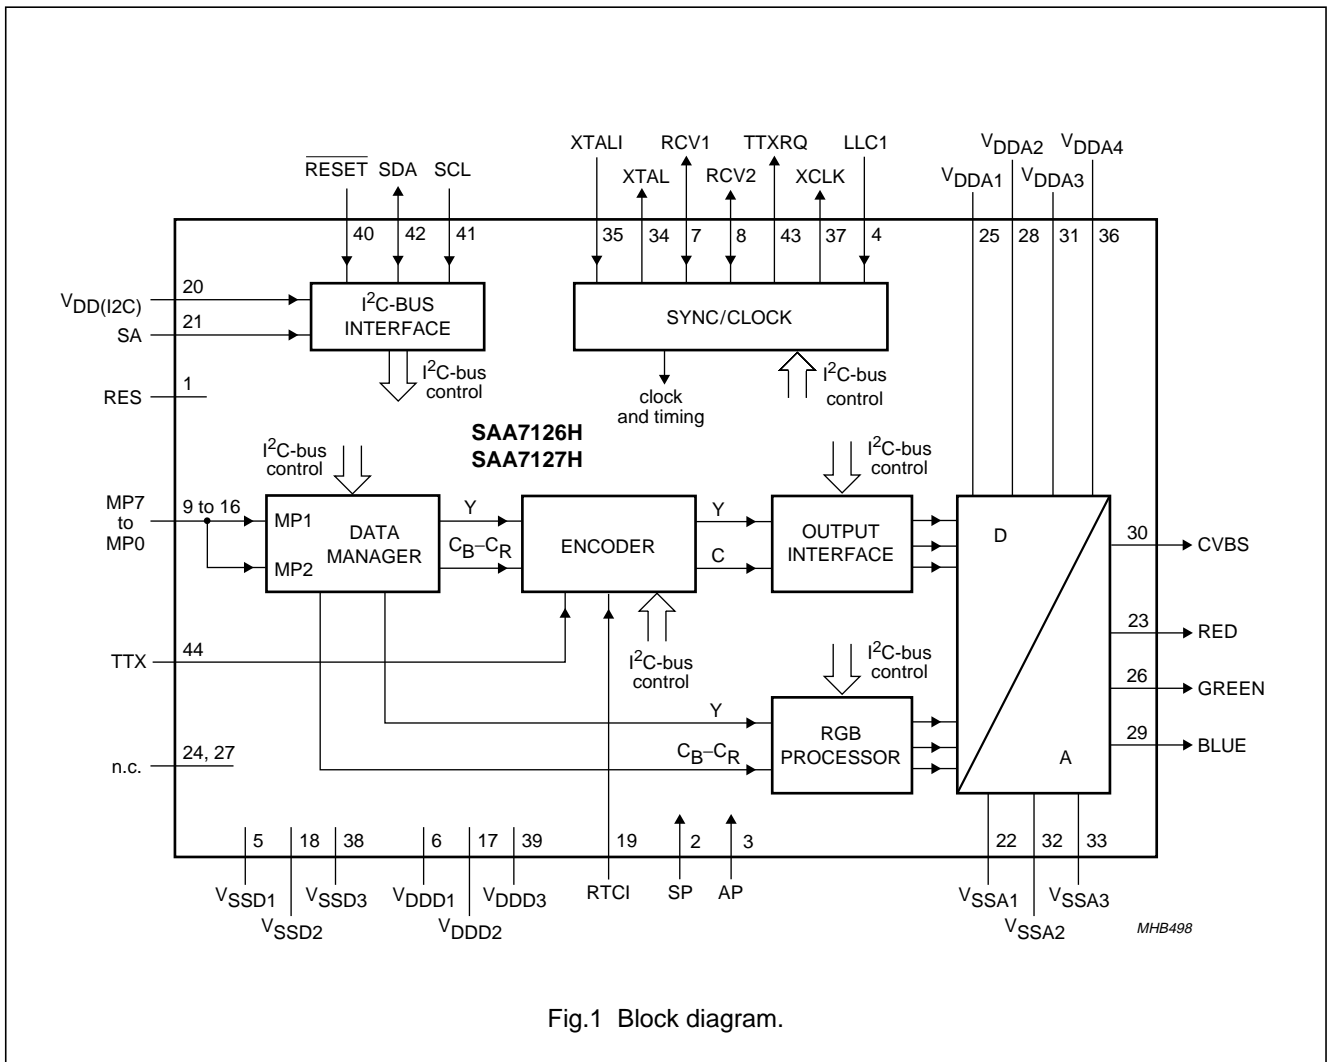 XTALI RCV1 TTXRQ LLC1
VDDA2 VDDA4
RESET SDA SCL
XTAL RCV2 XCLK
VDDA1 VDDA3
40 42 41
35 34 7 8 43 37 4
25 28 31 36
VDD(I2C)
20
SA
21
I2C-BUS
INTERFACE
SYNC/CLOCK
I2C-bus
control
clock
and timing
I2C-bus
control
RES
1
SAA7126H
SAA7127H
I2C-bus
control
I2C-bus
control
MP7
to
MP0
9 to 16
MP1
MP2
DATA
MANAGER
Y
CB−CR
ENCODER
Y
C
OUTPUT
INTERFACE
D
A
30
CVBS
23
RED
26
GREEN
29
BLUE
TTX
44
I2C-bus
control
I2C-bus
control
Y
CB−CR
RGB
PROCESSOR
n.c.
24, 27
5 18 38 6 17 39 19 2 3
22 32 33
VSSD1 VSSD3 VDDD1 VDDD3 RTCI SP AP
VSSA1 VSSA3
VSSD2 VDDD2
VSSA2
MHB498
Fig.1 Block diagram.